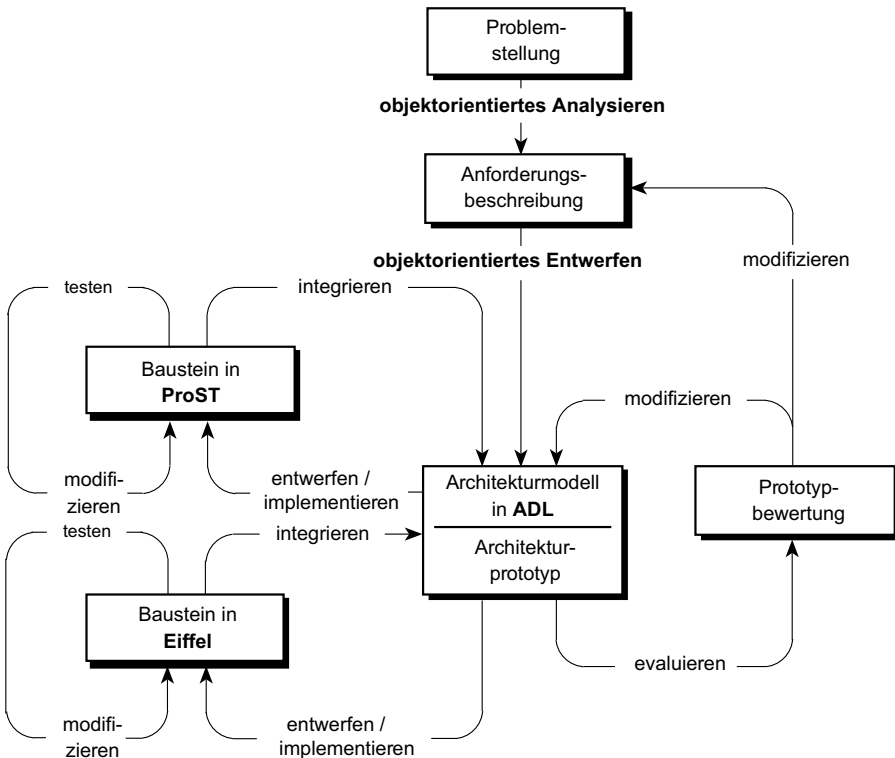 Problem-
stellung
objektorientiertes Analysieren
Anforderungs-
beschreibung
objektorientiertes Entwerfen
modifizieren
testen
integrieren
Baustein in
ProST
modifizieren
modifi-
zieren
entwerfen /
implementieren
Architekturmodell
in ADL
Architektur-
prototyp
Prototyp-
bewertung
testen
integrieren
Baustein in
Eiffel
evaluieren
modifi-
zieren
entwerfen /
implementieren